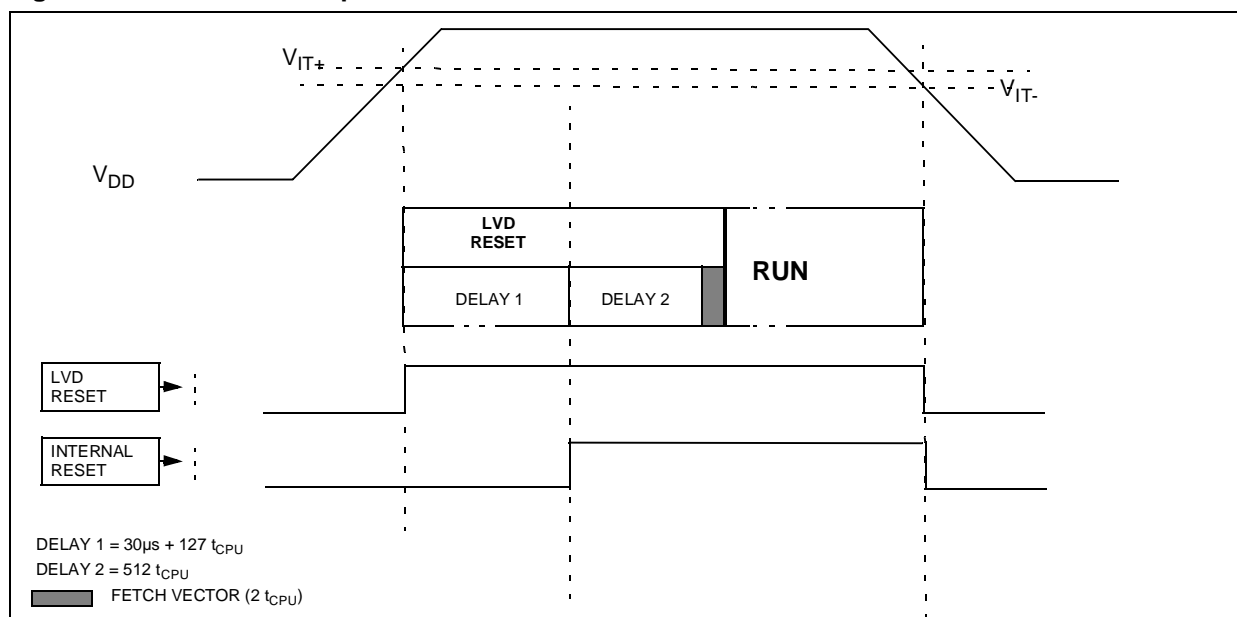 V_IT+
V_IT-
V_DD
LVD
RESET
RUN
DELAY 1
DELAY 2
LVD
RESET
INTERNAL
RESET
DELAY 1 = 30µs + 127 t_CPU
DELAY 2 = 512 t_CPU
FETCH VECTOR (2 t_CPU)